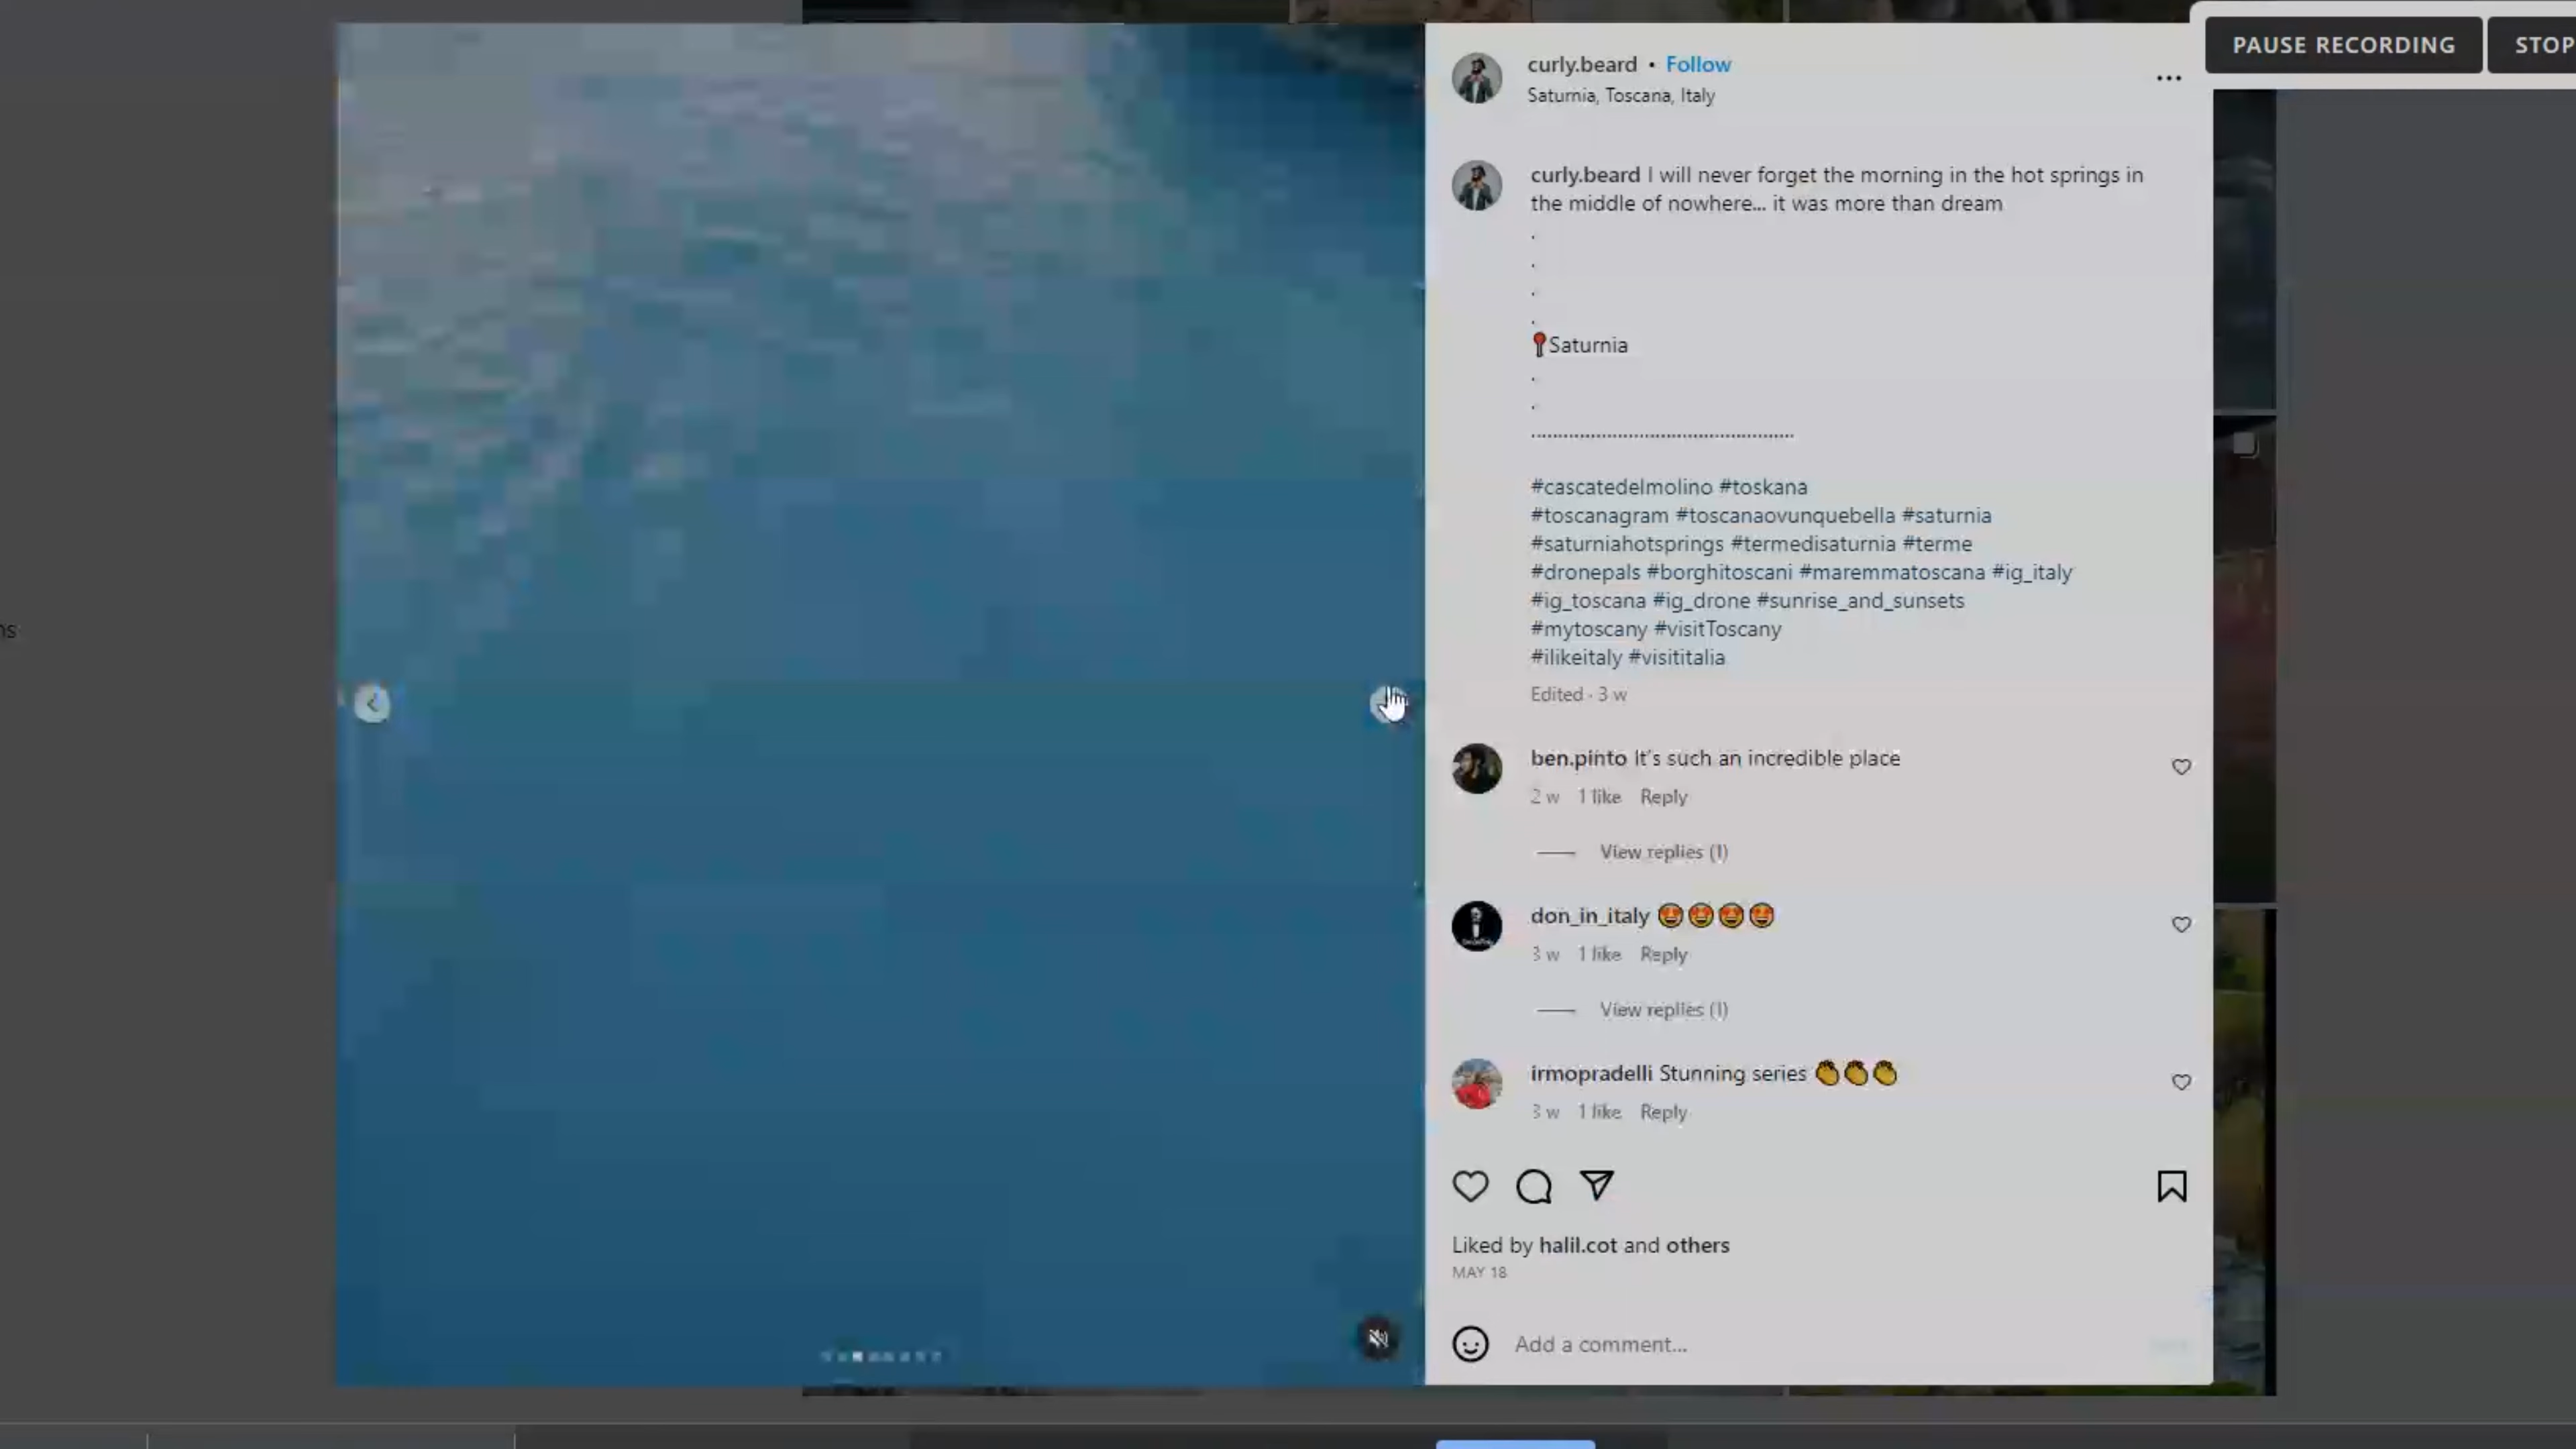 PAUSE RECORDING
STOP
curly.beard • Follow
Saturnia, Toscana, Italy
curly.beard I will never forget the morning in the hot springs in
the middle of nowhere... it was more than dream
.
.
.
.
📍Saturnia
.
.
................................................
#cascatedelmolino #toskana
#toscanagram #toscanaovunquebella #saturnia
#saturniahotsprings #termedisaturnia #terme
#dronepals #borghitoscani #maremmatoscana #ig_italy
#ig_toscana #ig_drone #sunrise_and_sunsets
#mytoscany #visitToscany
#ilikeitaly #visititalia
Edited · 3 w
ben.pinto It's such an incredible place
2 w 1 like Reply
View replies (1)
don_in_italy 😍😍😍😍
3 w 1 like Reply
View replies (1)
irmopradelli Stunning series 👏👏👏
3 w 1 like Reply
Liked by halil.cot and others
MAY 18
Add a comment...